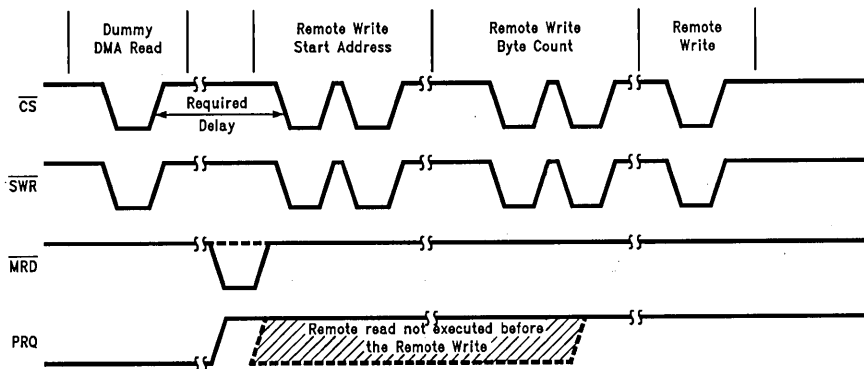 Dummy
DMA Read
Remote Write
Start Address
Remote Write
Byte Count
Remote
Write
CS
Required
Delay
SWR
MRD
PRQ
Remote read not executed before
the Remote Write